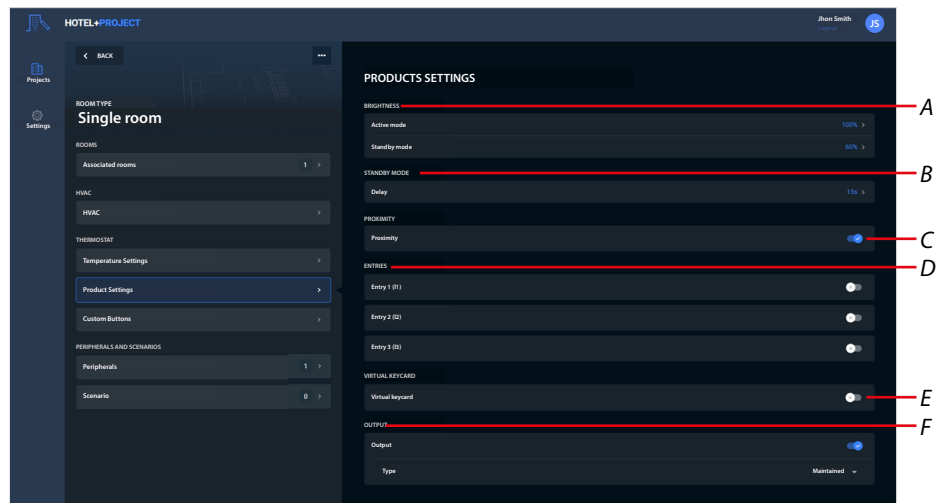 HOTEL+PROJECT
Jhon Smith
Logout
JS
Projects
Settings
BACK
ROOM TYPE
Single room
ROOMS
Associated rooms 1
HVAC
HVAC
THERMOSTAT
Temperature Settings
Product Settings
Custom Buttons
PERIPHERALS AND SCENARIOS
Peripherals 1
Scenario 0
PRODUCTS SETTINGS
BRIGHTNESS A
Active mode 100%
Standby mode 60%
STANDBY MODE B
Delay 15s
PROXIMITY
Proximity C
ENTRIES D
Entry 1 (I1)
Entry 2 (I2)
Entry 3 (I3)
VIRTUAL KEYCARD
Virtual keycard E
OUTPUT F
Output
Type Maintained